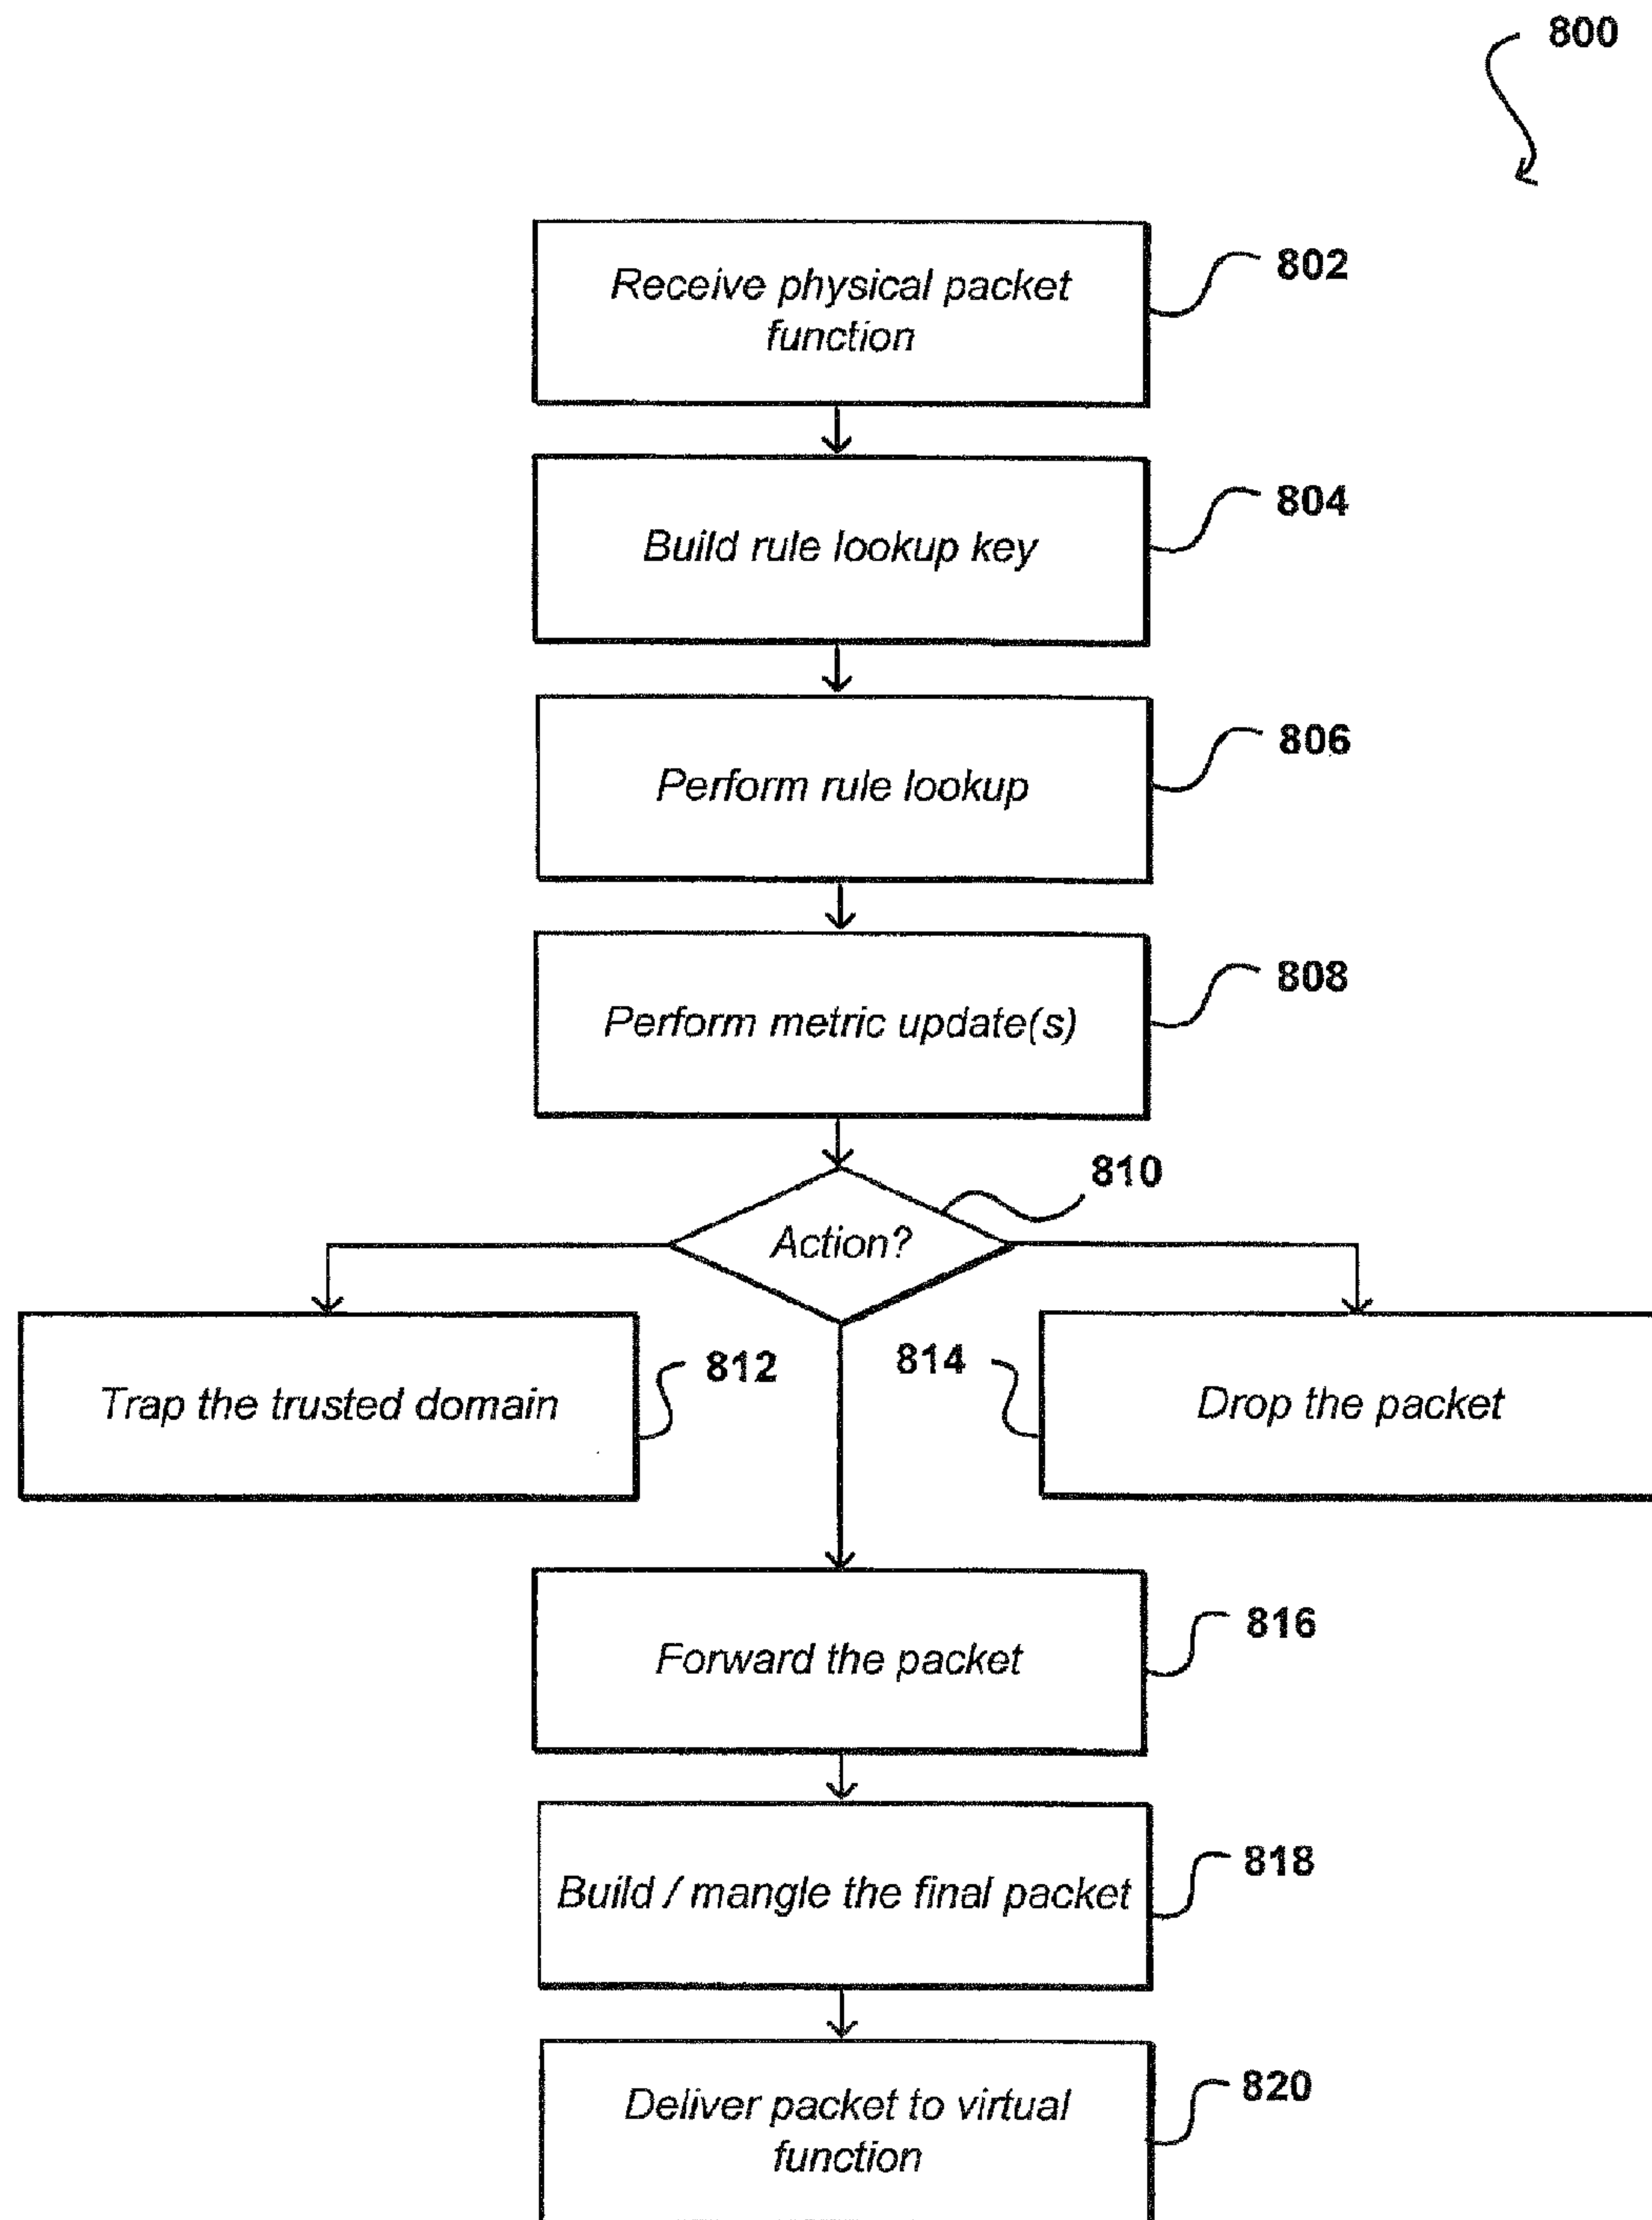 800
Receive physical packet
function
802
Build rule lookup key
804
Perform rule lookup
806
Perform metric update(s)
808
810
Action?
Trap the trusted domain
812
814
Drop the packet
Forward the packet
816
Build / mangle the final packet
818
Deliver packet to virtual
function
820